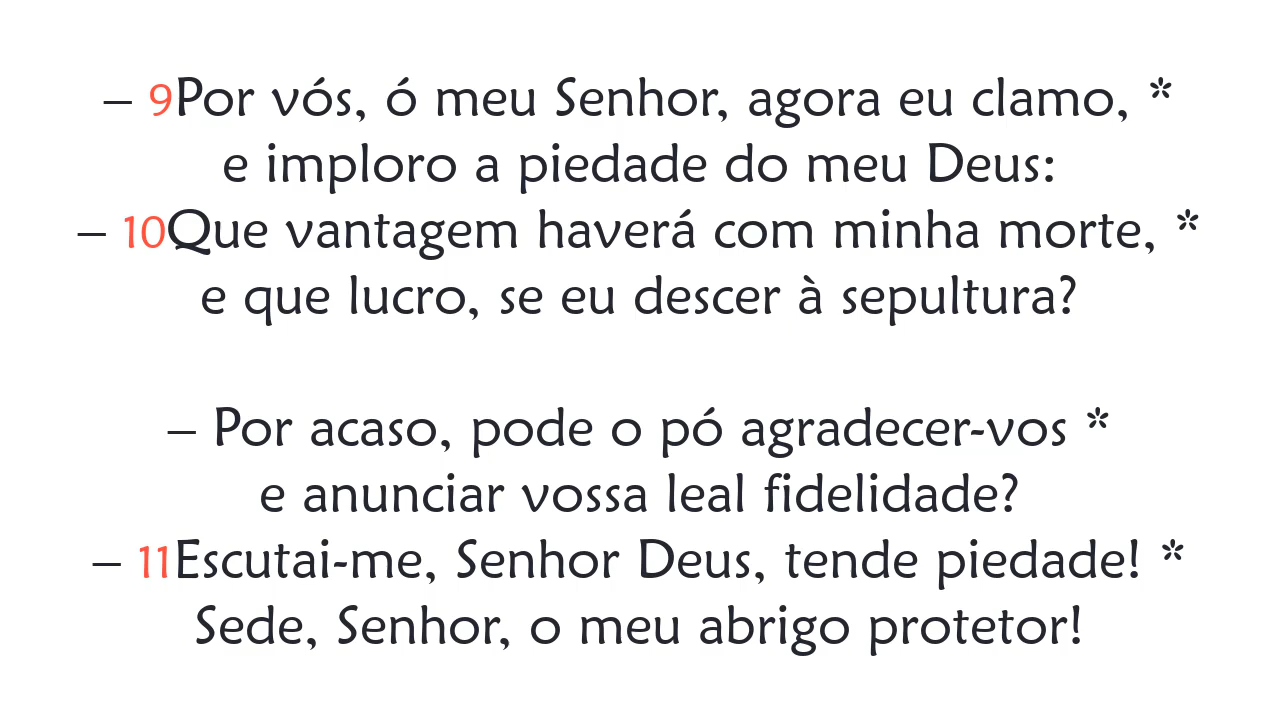 – 9Por vós, ó meu Senhor, agora eu clamo, *
e imploro a piedade do meu Deus:
– 10Que vantagem haverá com minha morte, *
e que lucro, se eu descer à sepultura?
– Por acaso, pode o pó agradecer-vos *
e anunciar vossa leal fidelidade?
– 11Escutai-me, Senhor Deus, tende piedade! *
Sede, Senhor, o meu abrigo protetor!